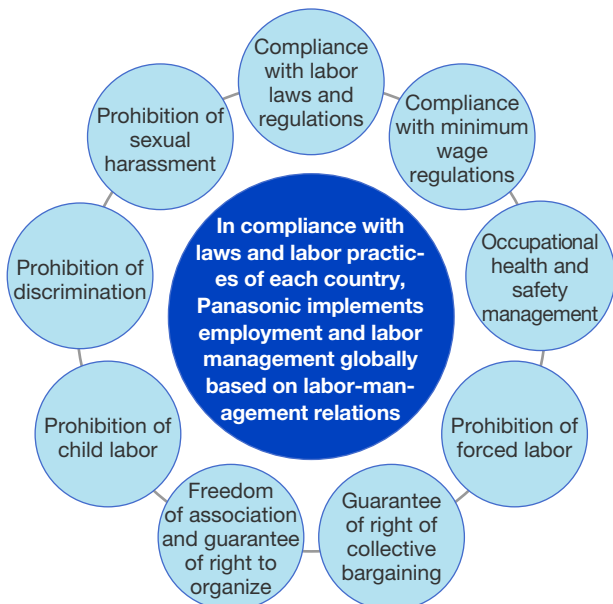 Compliance
with labor
laws and
regulations
Compliance
with minimum
wage
regulations
Occupational
health and
safety
management
Prohibition of
forced labor
Guarantee
of right of
collective
bargaining
Freedom
of association
and guarantee
of right to
organize
Prohibition of
child labor
Prohibition of
discrimination
Prohibition of
sexual
harassment
In compliance with
laws and labor practic-
es of each country,
Panasonic implements
employment and labor
management globally
based on labor-man-
agement relations